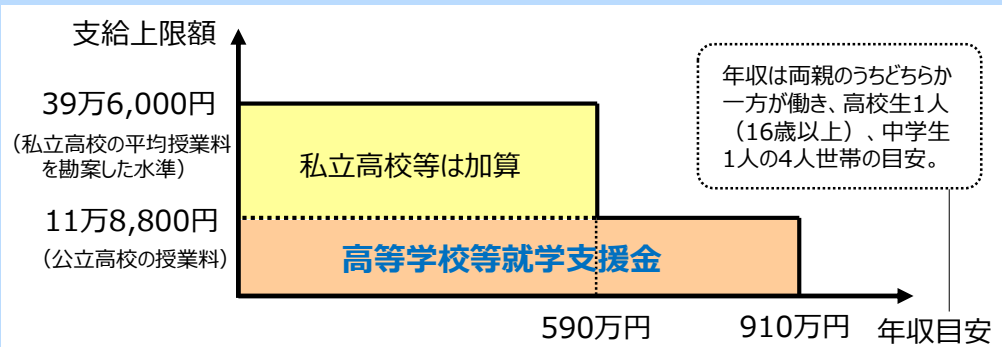 支給上限額
39万6,000円
（私立高校の平均授業料
を勘案した水準）
11万8,800円
（公立高校の授業料）
私立高校等は加算
高等学校等就学支援金
年収は両親のうちどちらか
一方が働き、高校生1人
（16歳以上）、中学生
1人の4人世帯の目安。
590万円
910万円
年収目安